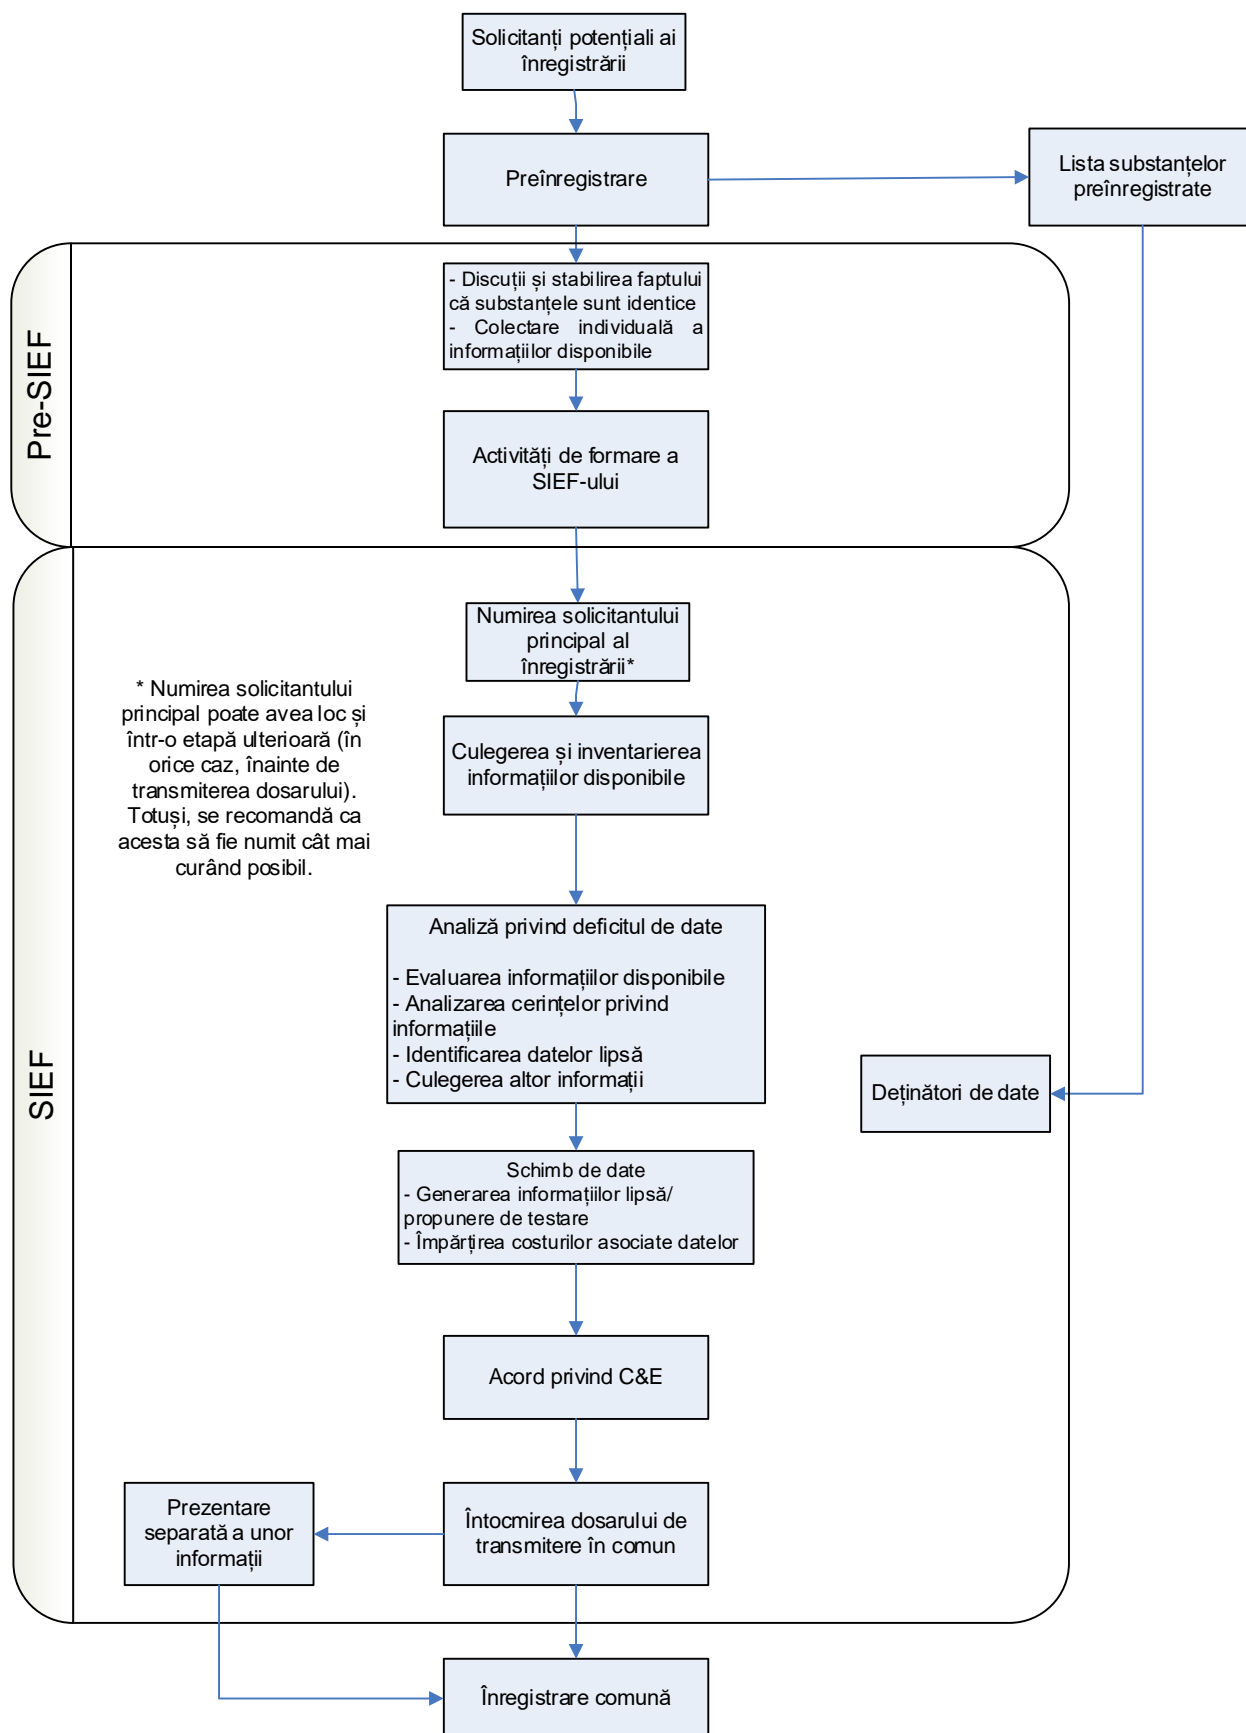 Solicitanți potențiali ai
înregistrării
Preînregistrare
Lista substanțelor
preînregistrate
Pre-SIEF
- Discuții și stabilirea faptului
că substanțele sunt identice
- Colectare individuală a
informațiilor disponibile
Activități de formare a
SIEF-ului
SIEF
Numirea solicitantului
principal al
înregistrării*
* Numirea solicitantului
principal poate avea loc și
într-o etapă ulterioară (în
orice caz, înainte de
transmiterea dosarului).
Totuși, se recomandă ca
acesta să fie numit cât mai
curând posibil.
Culegerea și inventarierea
informațiilor disponibile
Analiză privind deficitul de date
- Evaluarea informațiilor disponibile
- Analizarea cerințelor privind
informațiile
- Identificarea datelor lipsă
- Culegerea altor informații
Deținători de date
Schimb de date
- Generarea informațiilor lipsă/
propunere de testare
- Împărțirea costurilor asociate datelor
Acord privind C&E
Prezentare
separată a unor
informații
Întocmirea dosarului de
transmitere în comun
Înregistrare comună